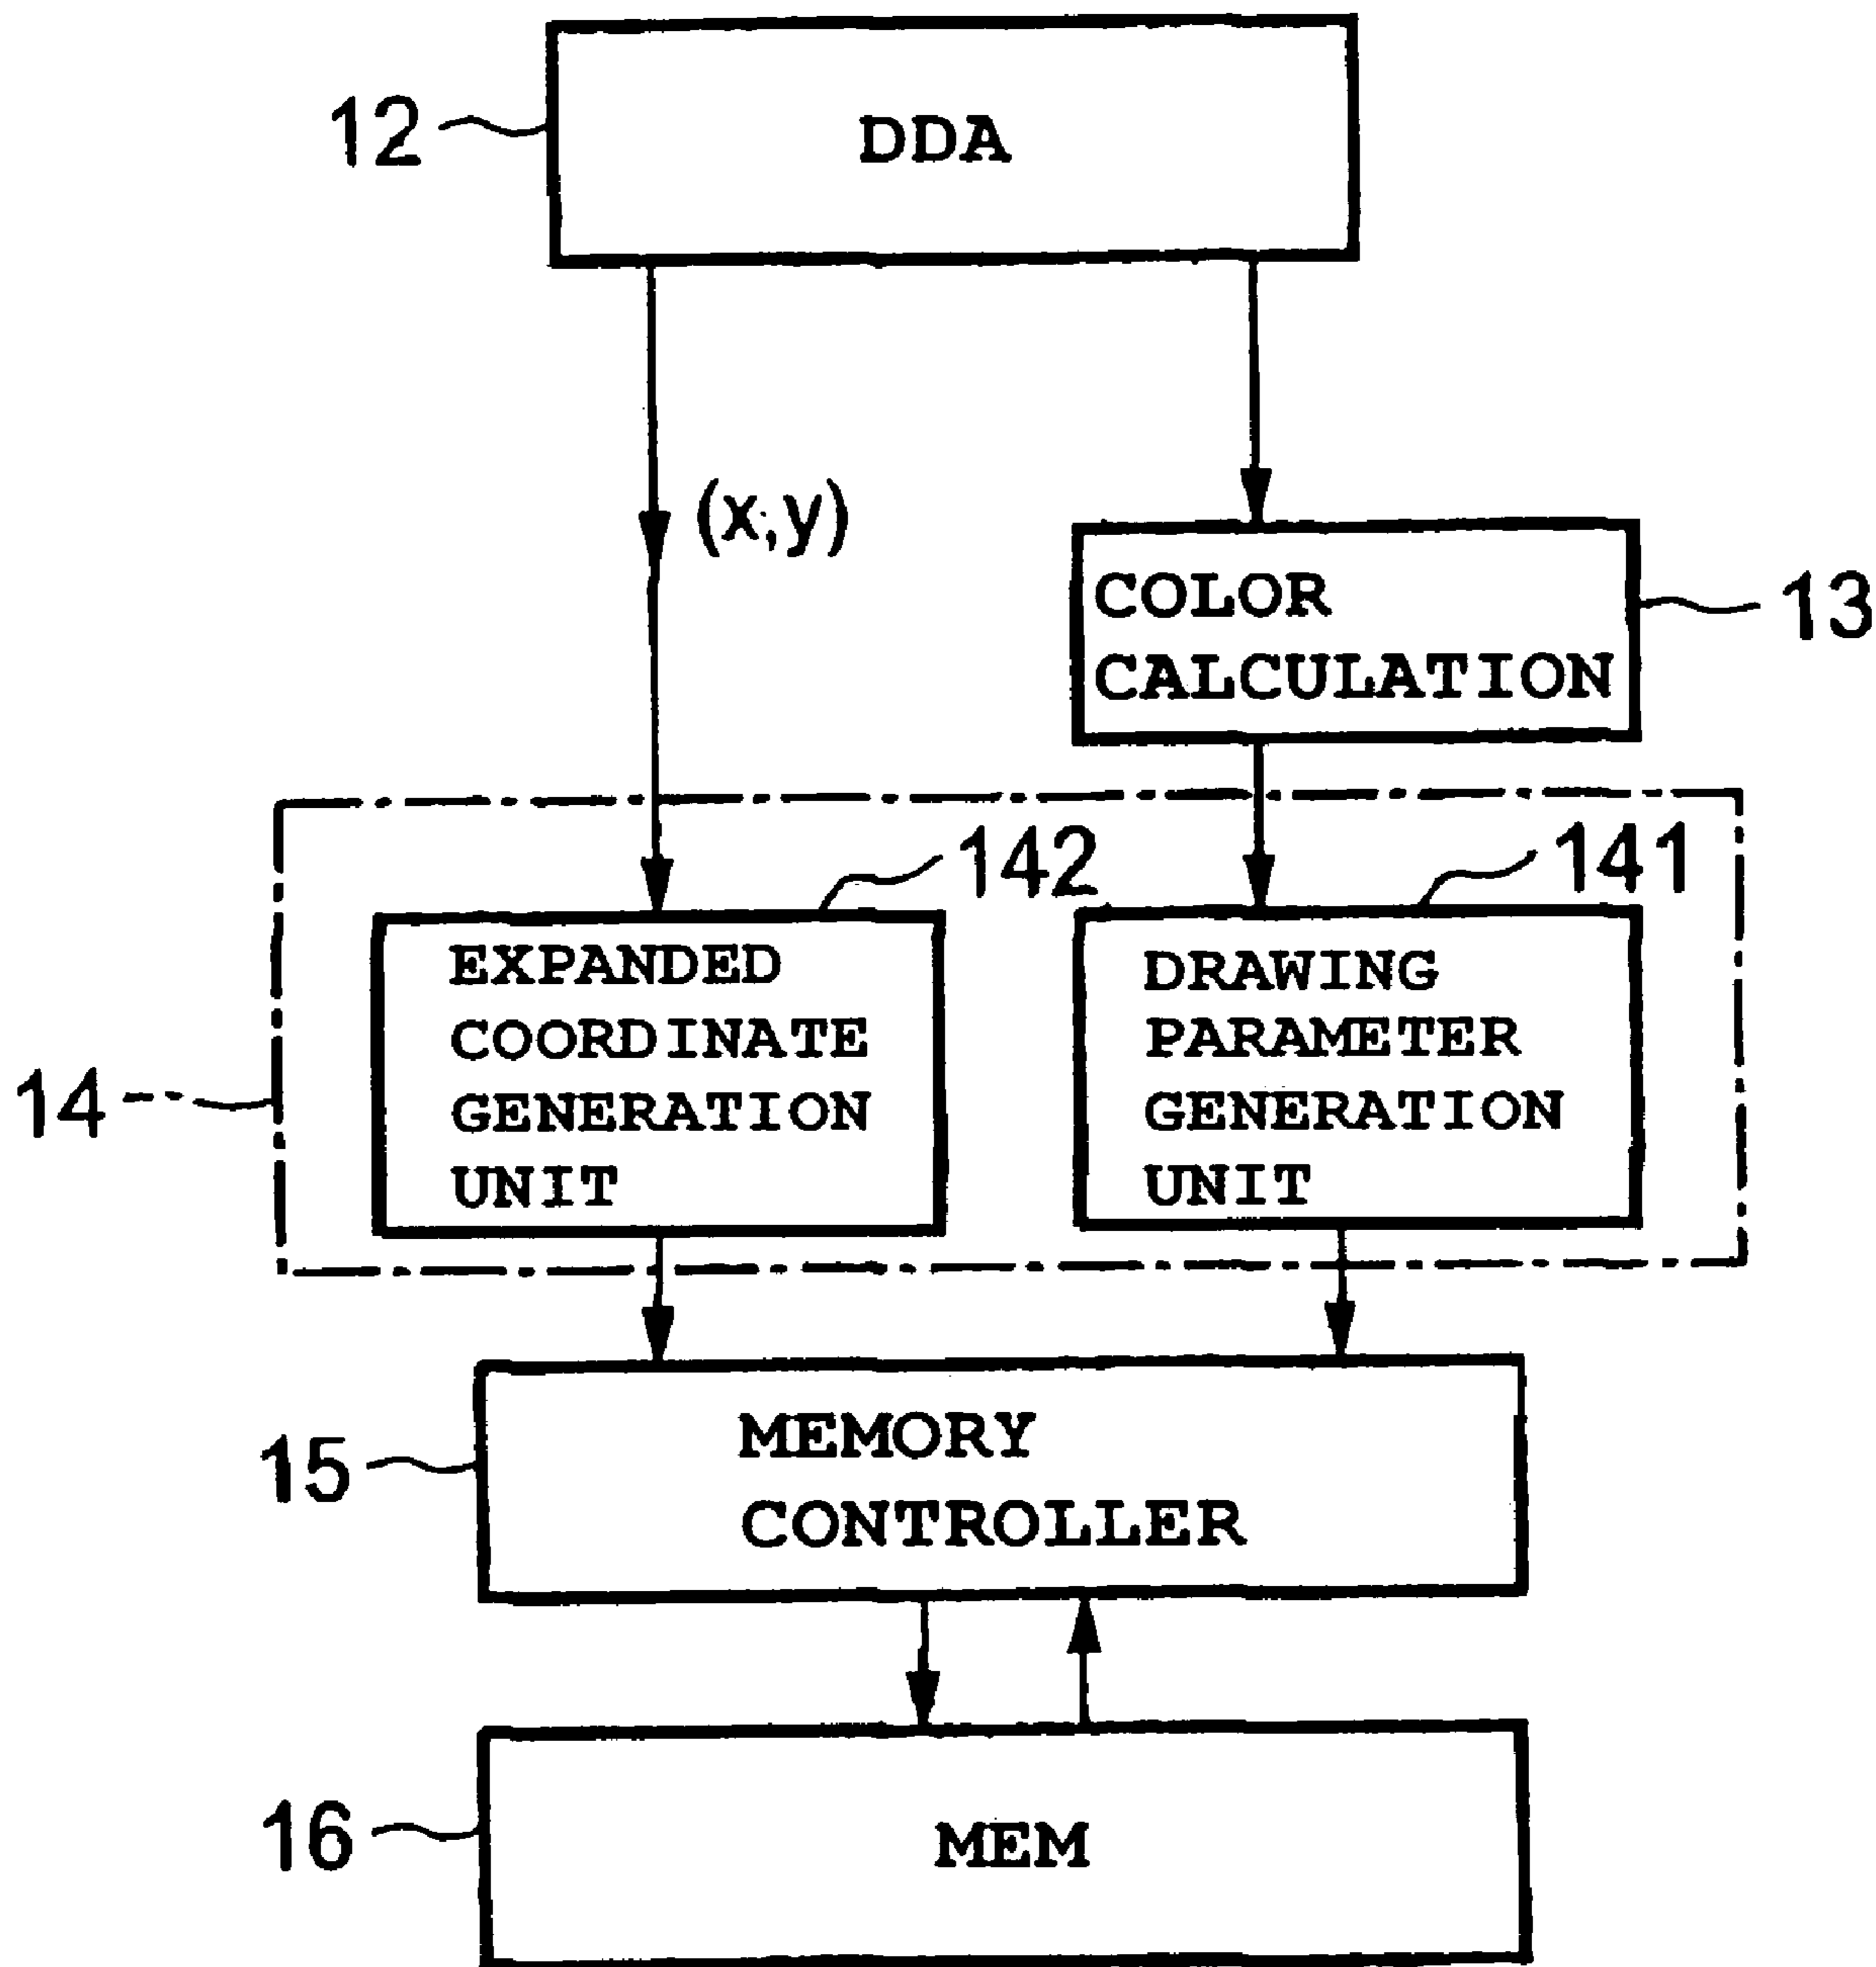 12
DDA
(x,y)
COLOR
CALCULATION
13
142
141
EXPANDED
COORDINATE
GENERATION
UNIT
DRAWING
PARAMETER
GENERATION
UNIT
14
MEMORY
CONTROLLER
15
16
MEM